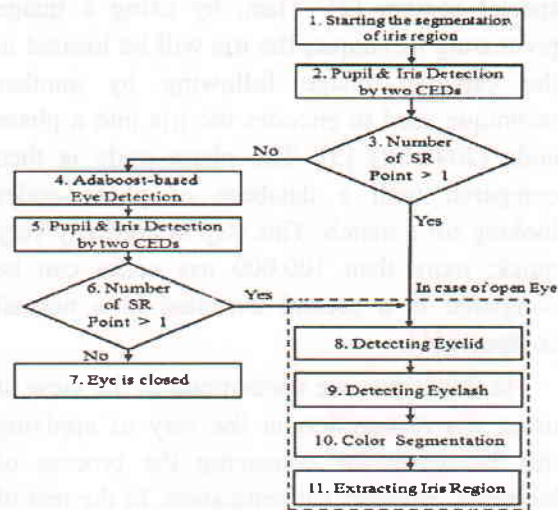 1. Starting the segmentation
of iris region
2. Pupil & Iris Detection
by two CEDs
3. Number
of SR
Point > 1
No
Yes
4. Adaboost-based
Eye Detection
5. Pupil & Iris Detection
by two CEDs
6. Number
of SR
Point > 1
Yes
No
7. Eye is closed
In case of open Eye
8. Detecting Eyelid
9. Detecting Eyelash
10. Color Segmentation
11. Extracting Iris Region